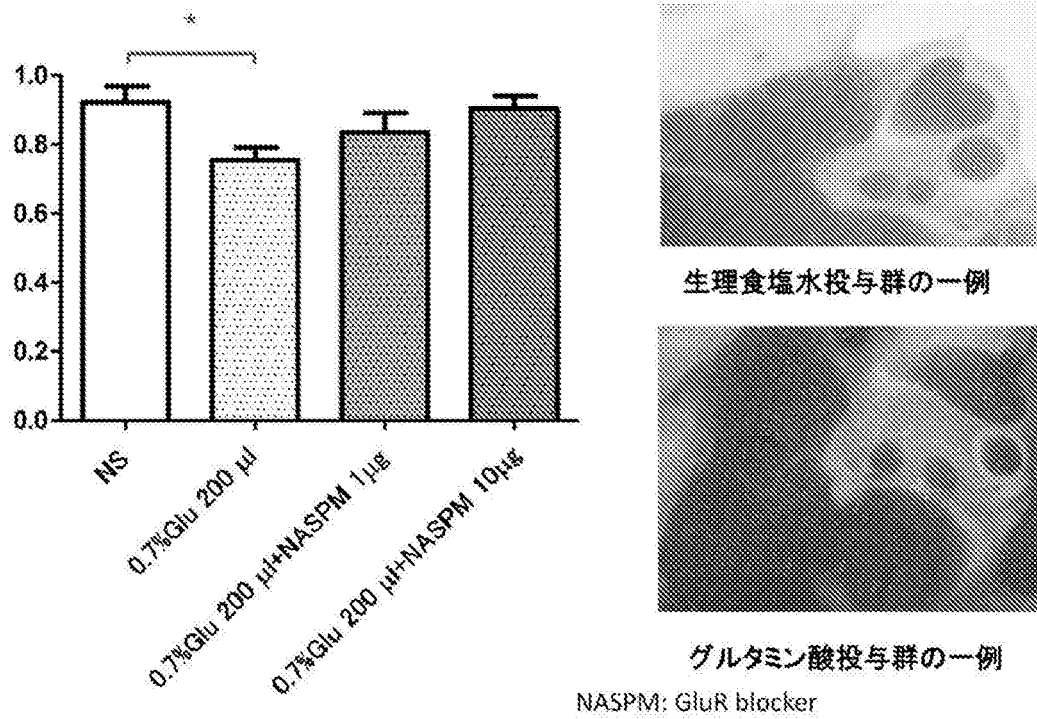 *
1.0
0.8
0.6
0.4
0.2
0.0
NS
0.7%Glu 200 μl
0.7%Glu 200 μl+NASPM 1μg
0.7%Glu 200 μl+NASPM 10μg
生理食塩水投与群の一例
グルタミン酸投与群の一例
NASPM: GluR blocker